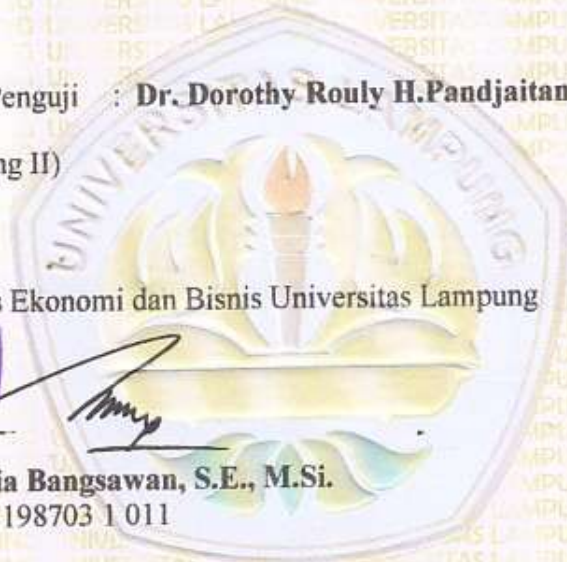 Penguji : Dr. Dorothy Rouly H.Pandjaitan
ng II)
UNIVERSITAS LAMPUNG
s Ekonomi dan Bisnis Universitas Lampung
ia Bangsawan, S.E., M.Si.
198703 1 011